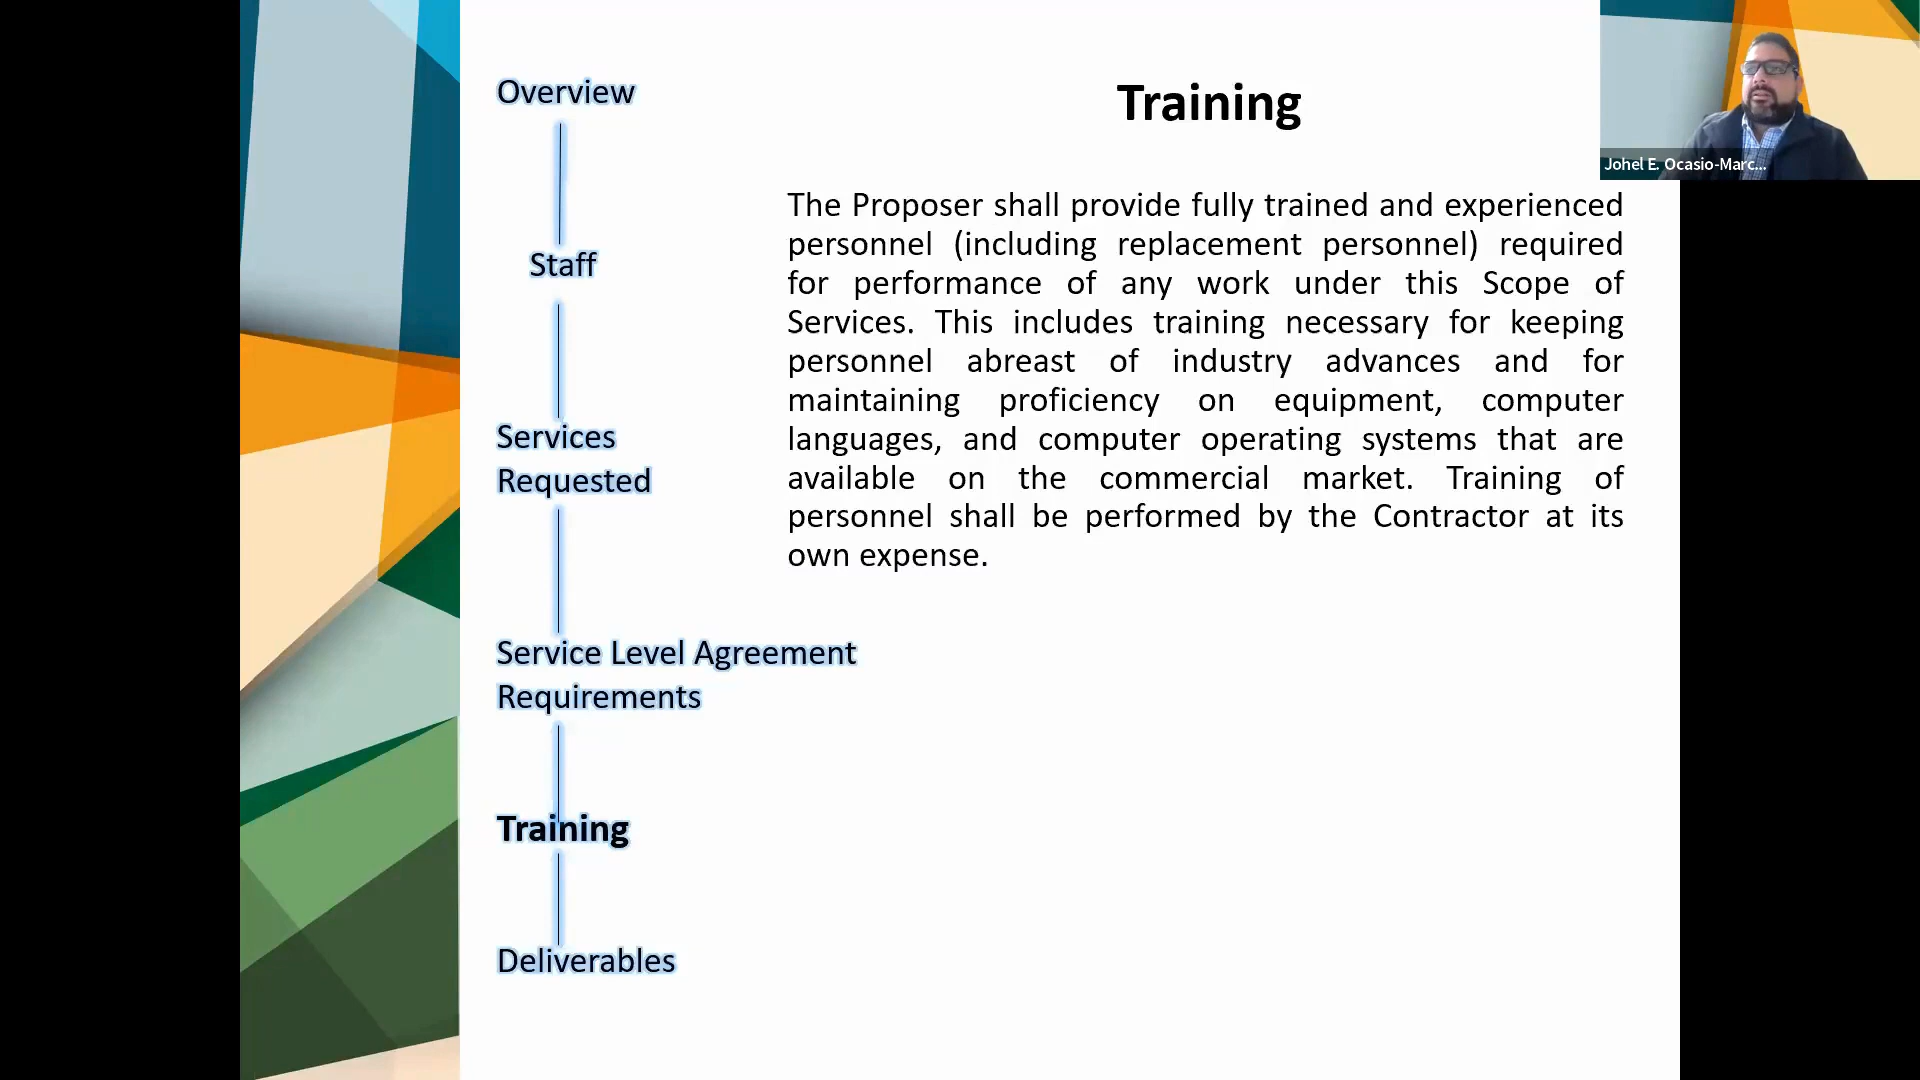 Overview
Staff
Services
Requested
Service Level Agreement
Requirements
Training
Deliverables
Training
The Proposer shall provide fully trained and experienced
personnel (including replacement personnel) required
for performance of any work under this Scope of
Services. This includes training necessary for keeping
personnel abreast of industry advances and for
maintaining proficiency on equipment, computer
languages, and computer operating systems that are
available on the commercial market. Training of
personnel shall be performed by the Contractor at its
own expense.
Johel E. Ocasio-Marc...